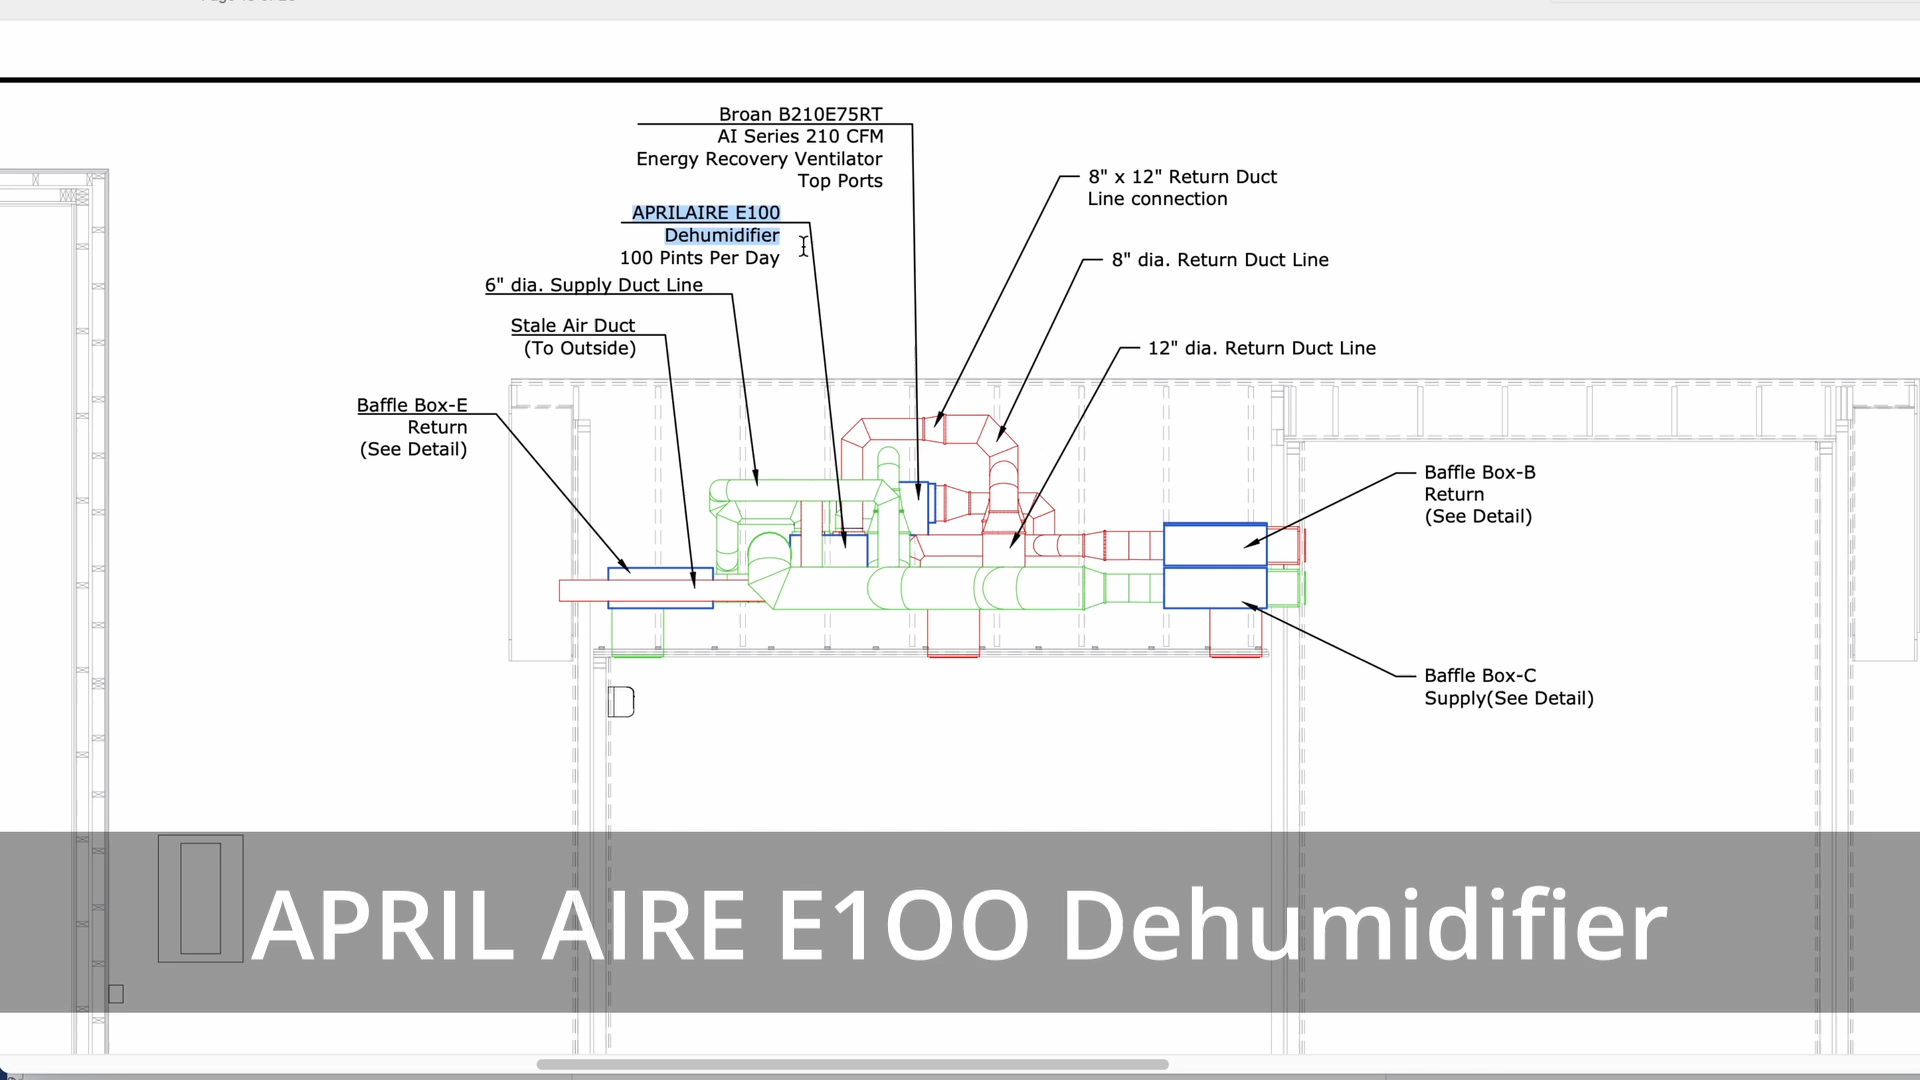 Broan B210E75RT
AI Series 210 CFM
Energy Recovery Ventilator
Top Ports
8" x 12" Return Duct
Line connection
APRILAIRE E100
Dehumidifier
100 Pints Per Day
8" dia. Return Duct Line
6" dia. Supply Duct Line
Stale Air Duct
(To Outside)
12" dia. Return Duct Line
Baffle Box-E
Return
(See Detail)
Baffle Box-B
Return
(See Detail)
Baffle Box-C
Supply(See Detail)
APRIL AIRE E1OO Dehumidifier